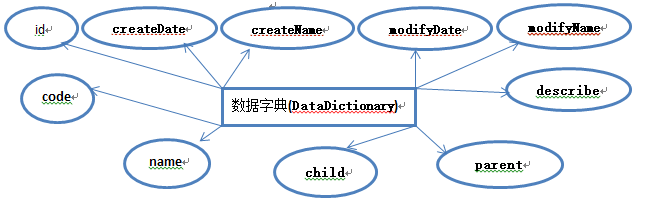 id
createDate
createName
modifyDate
modifyName
code
数据字典(DataDictionary)
describe
name
child
parent